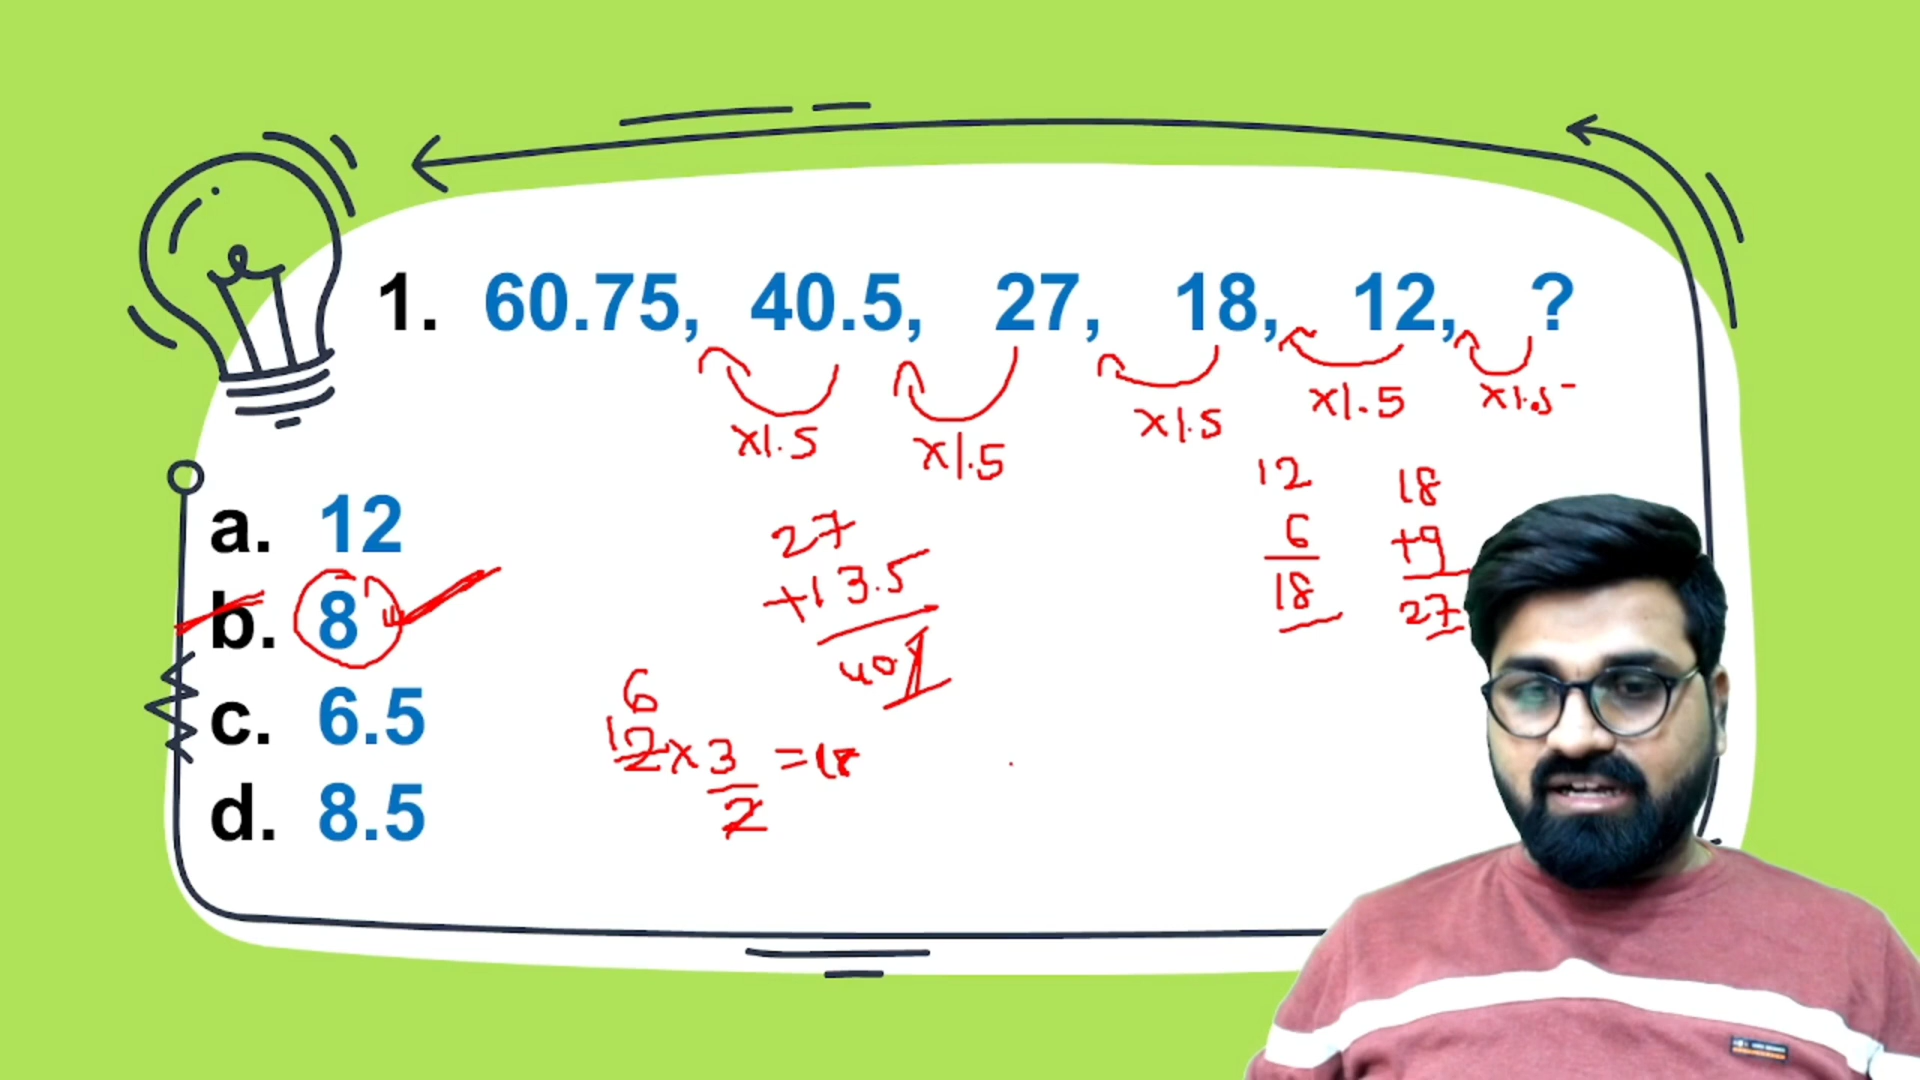 1. 60.75, 40.5, 27, 18, 12, ?
x1.5 x1.5 x1.5 x1.5 x1.5
a. 12
b. 8
c. 6.5
d. 8.5
27
+13.5
12
6
18
18
+9
27
6
12 x 3 = 18
2